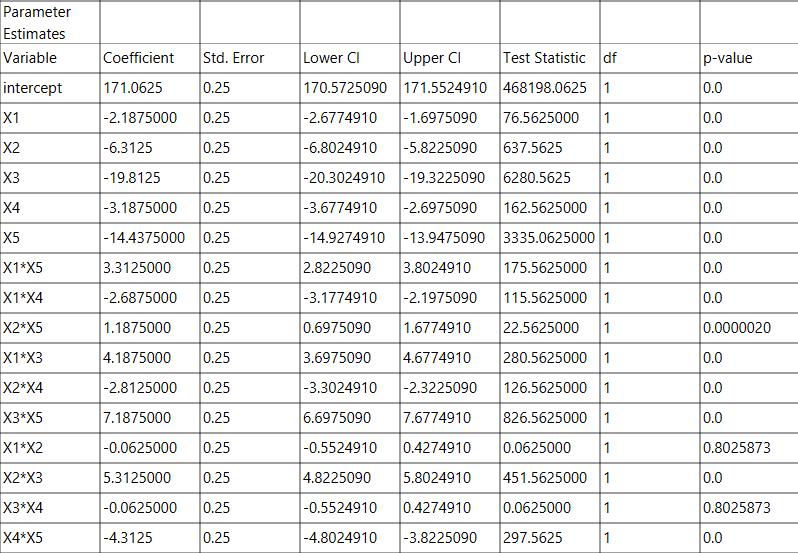 Parameter
Estimates
Variable Coefficient Std. Error Lower CI Upper CI Test Statistic df p-value
intercept 171.0625 0.25 170.5725090 171.5524910 468198.0625 1 0.0
X1 -2.1875000 0.25 -2.6774910 -1.6975090 76.5625000 1 0.0
X2 -6.3125 0.25 -6.8024910 -5.8225090 637.5625 1 0.0
X3 -19.8125 0.25 -20.3024910 -19.3225090 6280.5625 1 0.0
X4 -3.1875000 0.25 -3.6774910 -2.6975090 162.5625000 1 0.0
X5 -14.4375000 0.25 -14.9274910 -13.9475090 3335.0625000 1 0.0
X1*X5 3.3125000 0.25 2.8225090 3.8024910 175.5625000 1 0.0
X1*X4 -2.6875000 0.25 -3.1774910 -2.1975090 115.5625000 1 0.0
X2*X5 1.1875000 0.25 0.6975090 1.6774910 22.5625000 1 0.0000020
X1*X3 4.1875000 0.25 3.6975090 4.6774910 280.5625000 1 0.0
X2*X4 -2.8125000 0.25 -3.3024910 -2.3225090 126.5625000 1 0.0
X3*X5 7.1875000 0.25 6.6975090 7.6774910 826.5625000 1 0.0
X1*X2 -0.0625000 0.25 -0.5524910 0.4274910 0.0625000 1 0.8025873
X2*X3 5.3125000 0.25 4.8225090 5.8024910 451.5625000 1 0.0
X3*X4 -0.0625000 0.25 -0.5524910 0.4274910 0.0625000 1 0.8025873
X4*X5 -4.3125 0.25 -4.8024910 -3.8225090 297.5625 1 0.0